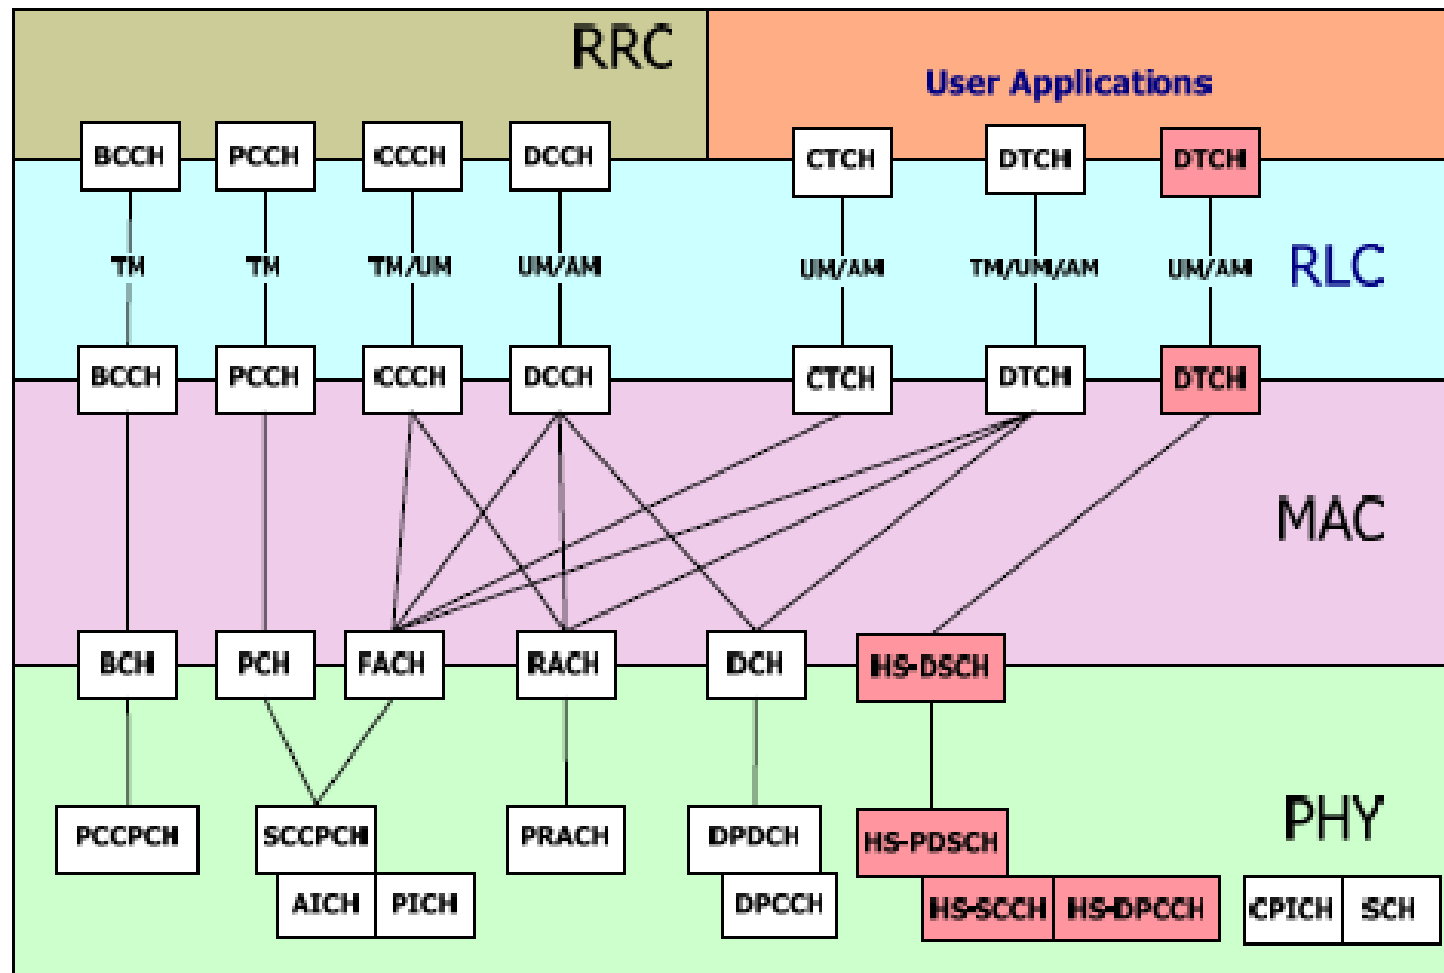 RRC
User Applications
BCCH PCCH CCCH DCCH CTCH DTCH DTCH
TM TM TM/UM UM/AM UM/AM TM/UM/AM UM/AM
RLC
BCCH PCCH CCCH DCCH CTCH DTCH DTCH
MAC
BCH PCH FACH RACH DCH HS-DSCH
PHY
PCCPCH SCCPCH PRACH DPDCH HS-PDSCH
AICH PICH DPCCH HS-SCCH HS-DPCCH CPICH SCH